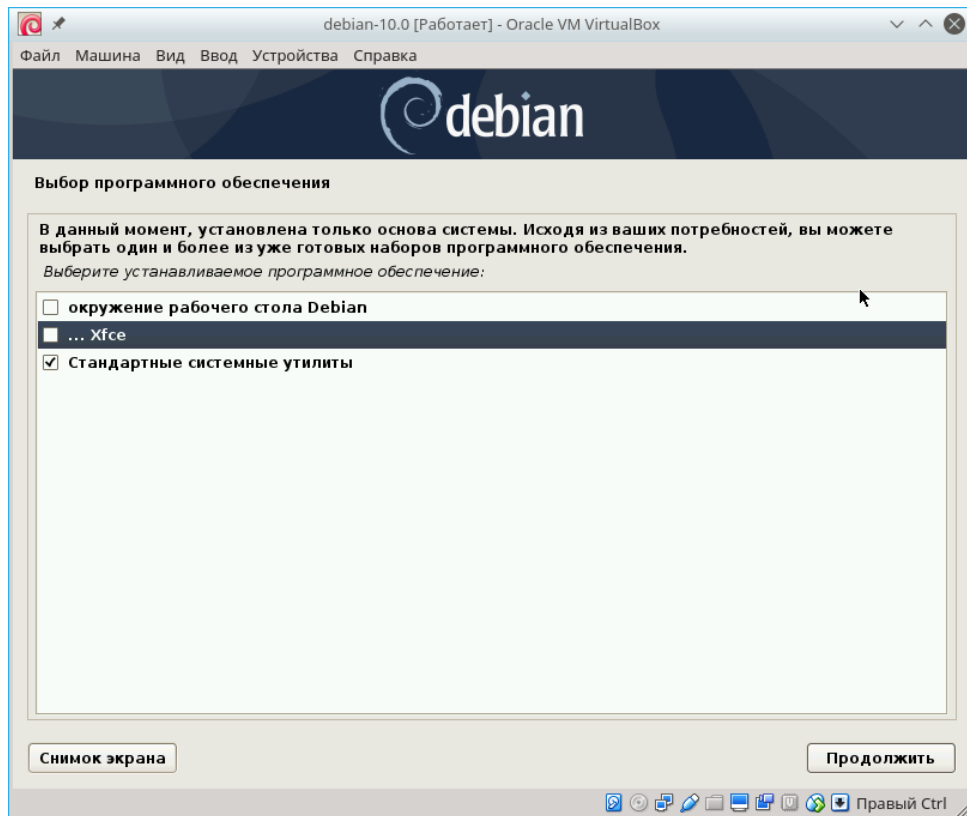 debian-10.0 [Работает] - Oracle VM VirtualBox
Файл Машина Вид Ввод Устройства Справка
debian
Выбор программного обеспечения
В данный момент, установлена только основа системы. Исходя из ваших потребностей, вы можете
выбрать один и более из уже готовых наборов программного обеспечения.
Выберите устанавливаемое программное обеспечение:
окружение рабочего стола Debian
... Xfce
Стандартные системные утилиты
Снимок экрана
Продолжить
Правый Ctrl